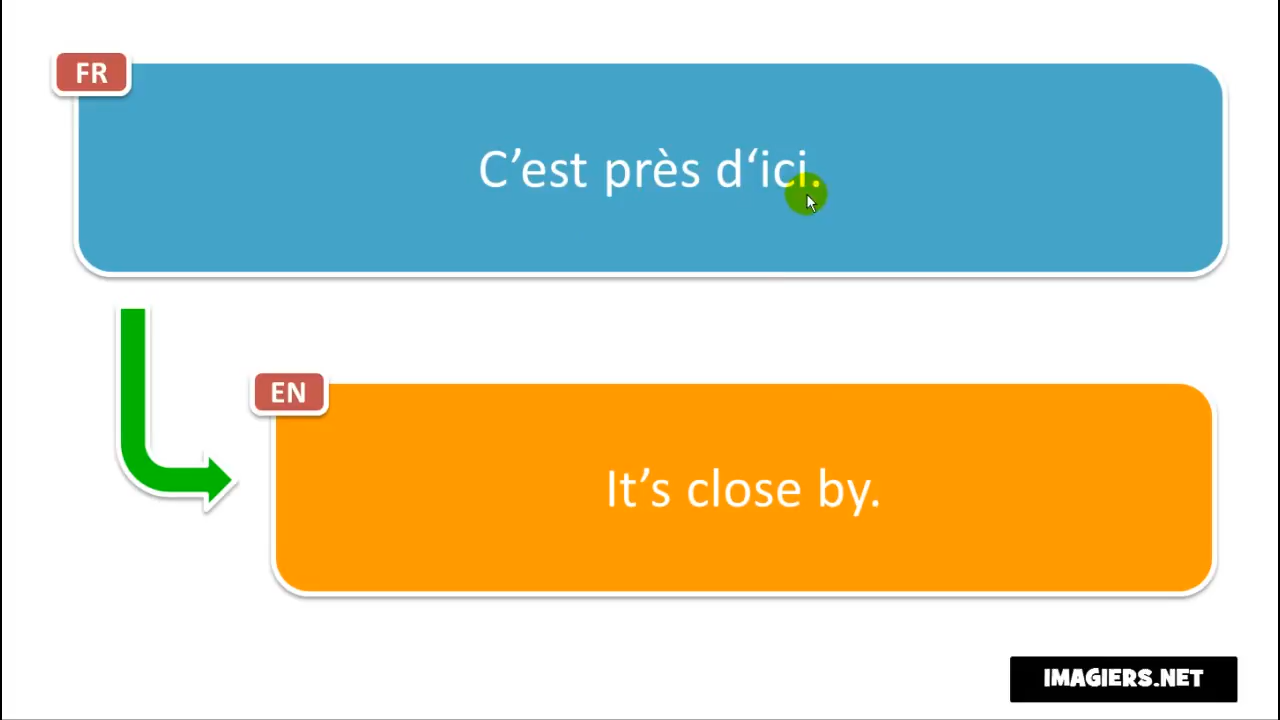 FR
C’est près d‘ici.
EN
It’s close by.
IMAGIERS.NET